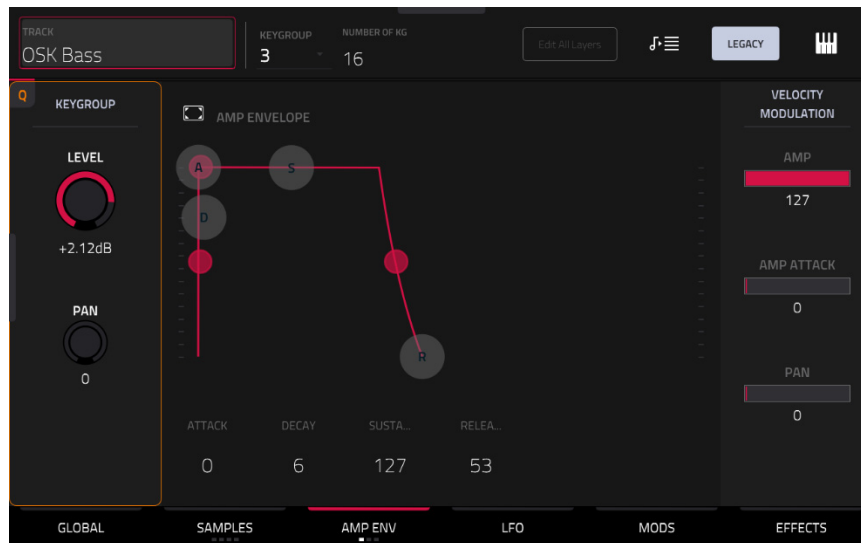 TRACK
OSK Bass
KEYGROUP
3
NUMBER OF KG
16
Edit All Layers
LEGACY
Q
KEYGROUP
LEVEL
+2.12dB
PAN
0
AMP ENVELOPE
A
S
D
R
ATTACK DECAY SUSTA... RELEA...
0 6 127 53
VELOCITY
MODULATION
AMP
127
AMP ATTACK
0
PAN
0
GLOBAL SAMPLES AMP ENV LFO MODS EFFECTS